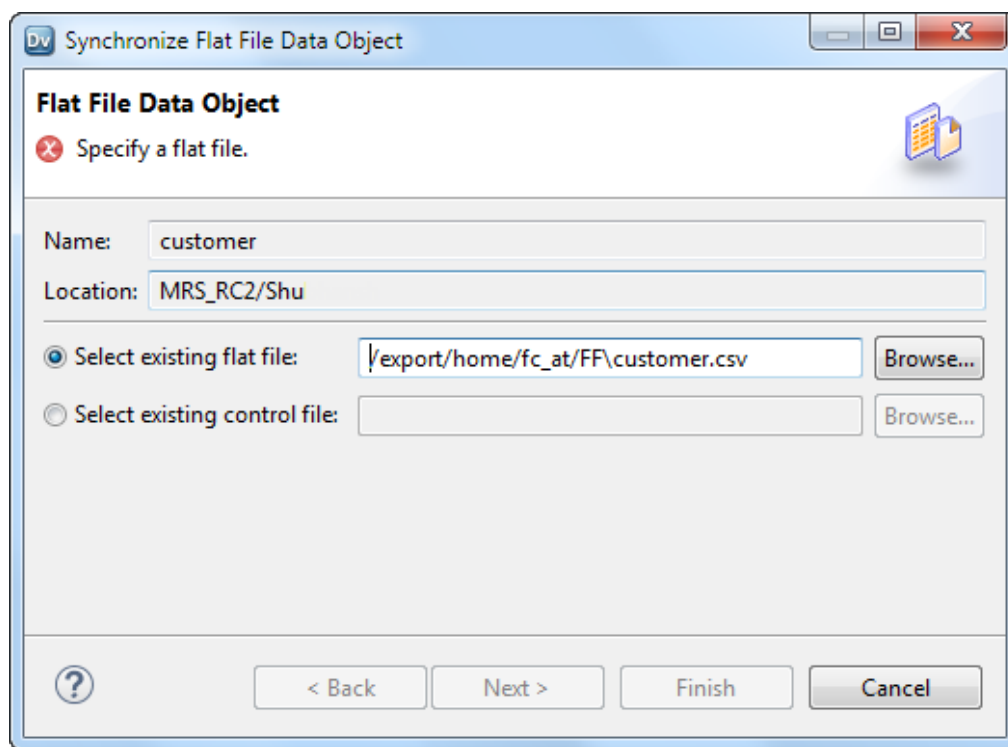 Dv Synchronize Flat File Data Object
Flat File Data Object
Specify a flat file.
Name: customer
Location: MRS_RC2/Shu
Select existing flat file: /export/home/fc_at/FF\customer.csv Browse...
Select existing control file: Browse...
? < Back Next > Finish Cancel